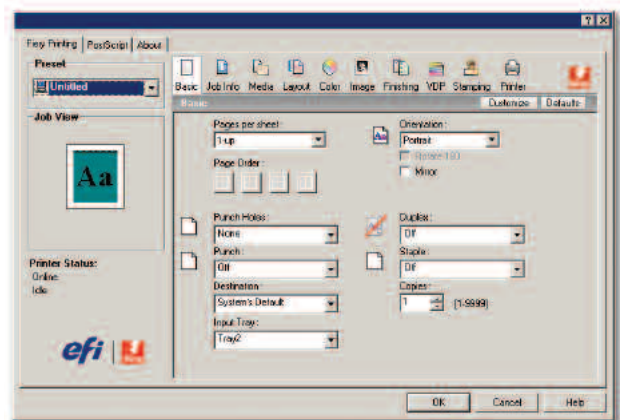 Fiery Printing PostScript About
Preset
Untitled
Job View
Aa
Printer Status:
Online
Idle
efi
Basic Job Info Media Layout Color Image Finishing VDP Stamping Printer
Basic Customize Defaults
Pages per sheet:
1-up
Page Order:
Orientation:
Portrait
Rotate 180
Mirror
Punch Holes:
None
Duplex:
Off
Punch:
Off
Staple:
Off
Destination:
System's Default
Copies:
1 (1-9999)
Input Tray:
Tray2
OK Cancel Help